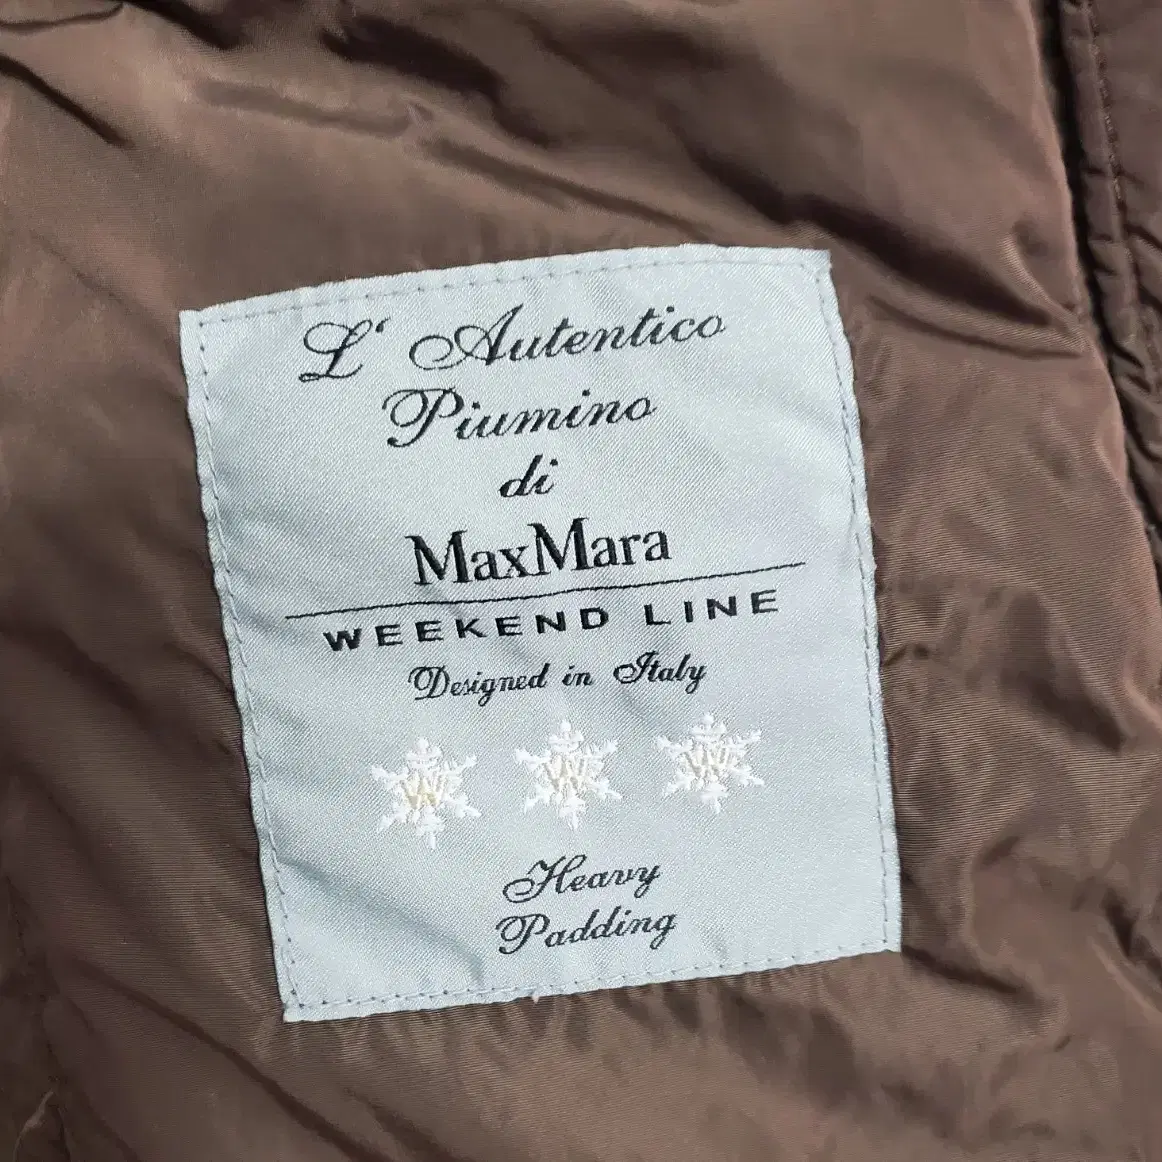 L' Autentico
Piumino
di
MaxMara
WEEKEND LINE
Designed in Italy
Heavy
Padding